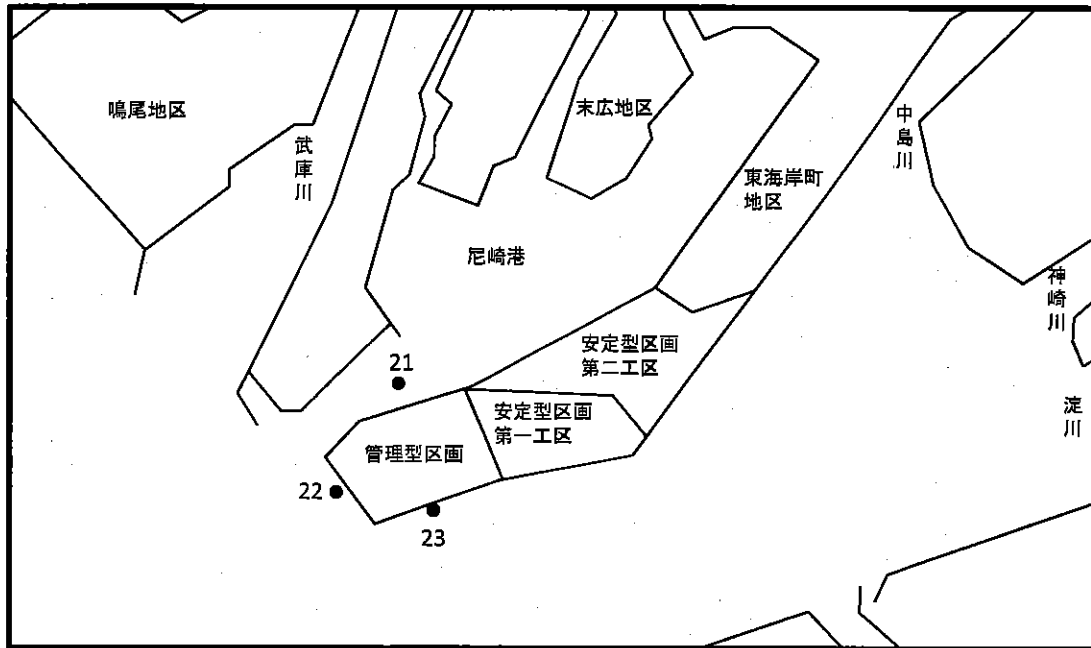 鳴尾地区
武庫川
末広地区
中島川
東海岸町
地区
尼崎港
神崎川
安定型区画
第二工区
21
安定型区画
第一工区
淀川
管理型区画
22
23